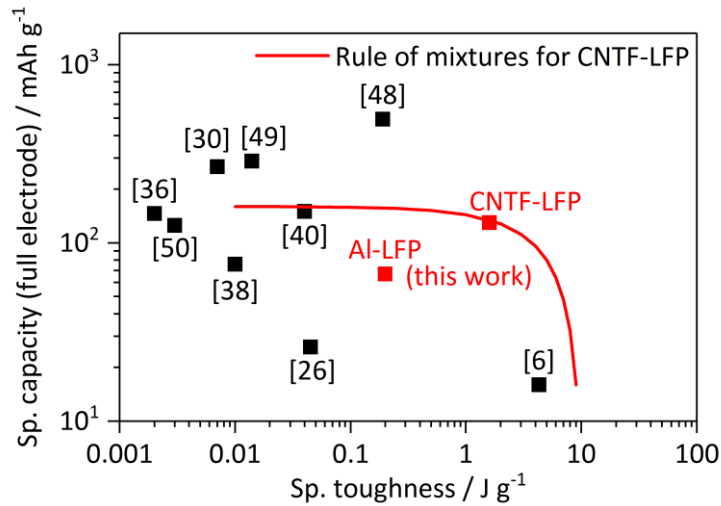 Sp. capacity (full electrode) / mAh g⁻¹
10³
10²
10¹
Rule of mixtures for CNTF-LFP
[48]
[30] [49]
[36]
CNTF-LFP
[50]
[40]
Al-LFP
[38]
(this work)
[26]
[6]
0.001 0.01 0.1 1 10 100
Sp. toughness / J g⁻¹